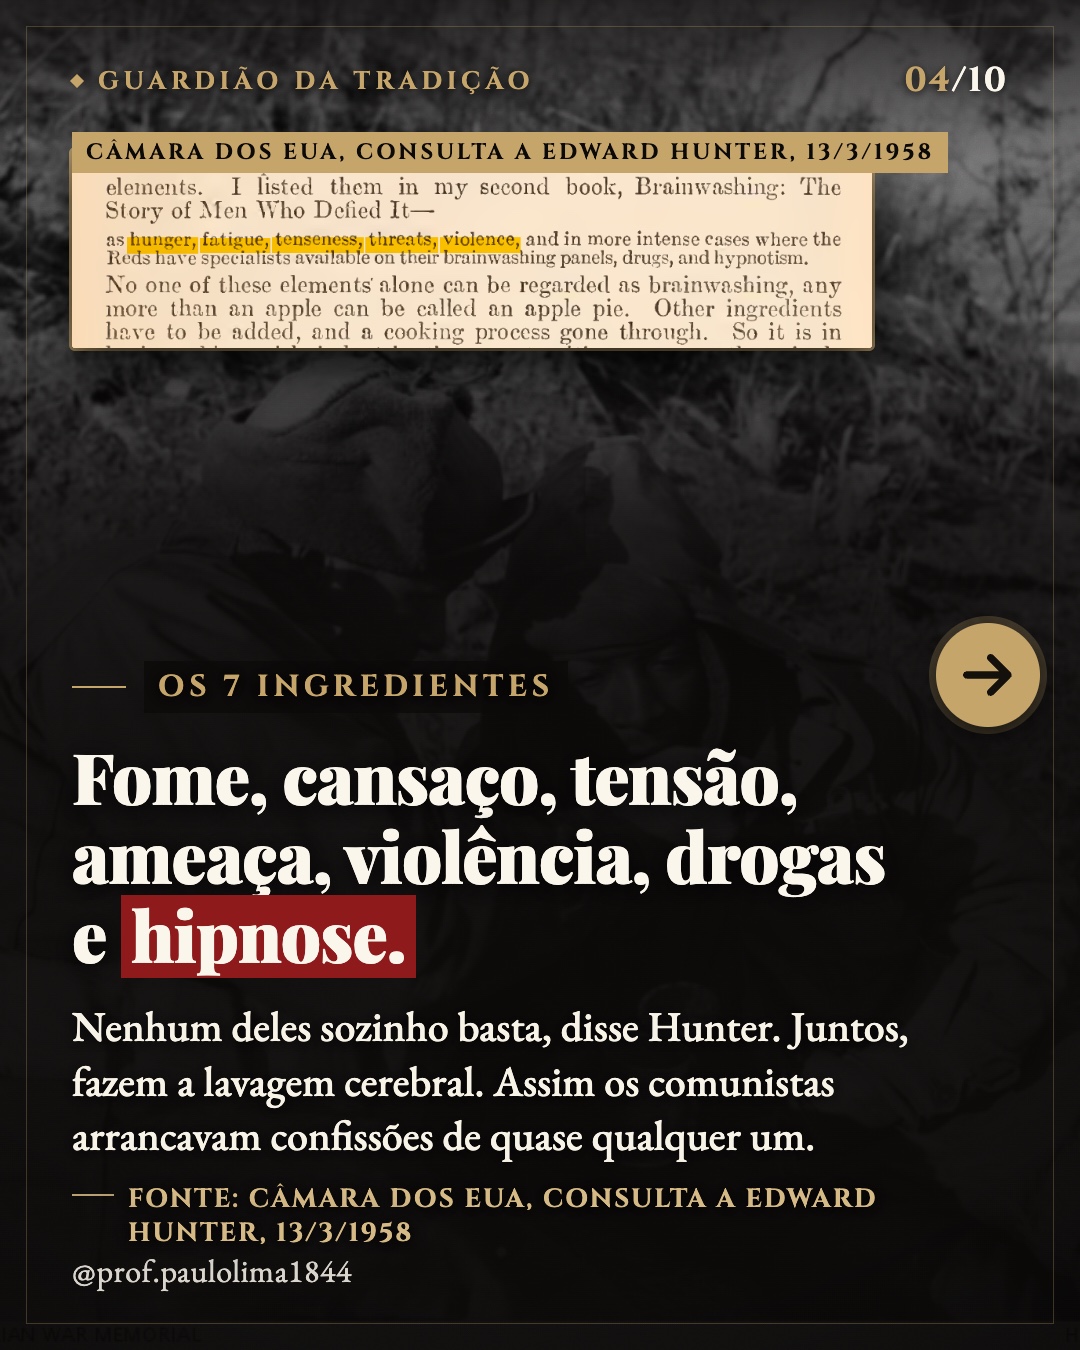 ◆ GUARDIÃO DA TRADIÇÃO
04/10
CÂMARA DOS EUA, CONSULTA A EDWARD HUNTER, 13/3/1958
elements. I listed them in my second book, Brainwashing: The
Story of Men Who Defied It—
as hunger, fatigue, tenseness, threats, violence, and in more intense cases where the
Reds have specialists available on their brainwashing panels, drugs, and hypnotism.
No one of these elements alone can be regarded as brainwashing, any
more than an apple can be called an apple pie. Other ingredients
have to be added, and a cooking process gone through. So it is in
OS 7 INGREDIENTES
Fome, cansaço, tensão,
ameaça, violência, drogas
e hipnose.
Nenhum deles sozinho basta, disse Hunter. Juntos,
fazem a lavagem cerebral. Assim os comunistas
arrancavam confissões de quase qualquer um.
FONTE: CÂMARA DOS EUA, CONSULTA A EDWARD
HUNTER, 13/3/1958
@prof.paulolima1844
IAN WAR MEMORIAL